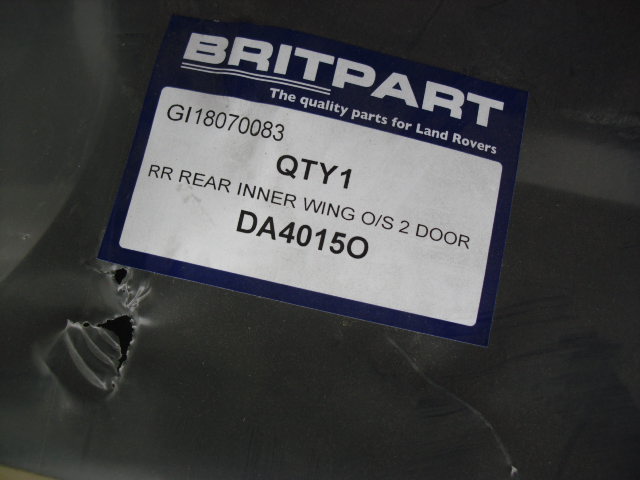 BRITPART
The quality parts for Land Rovers
GI18070083
QTY1
RR REAR INNER WING O/S 2 DOOR
DA4015O